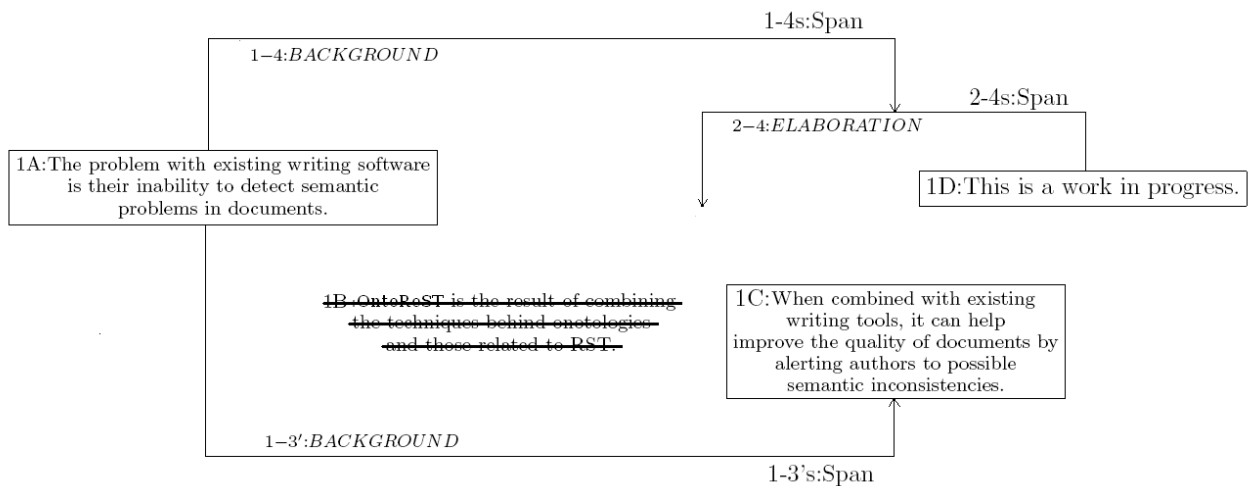 1-4s:Span
1−4:BACKGROUND
2-4s:Span
2−4:ELABORATION
1A:The problem with existing writing software
is their inability to detect semantic
problems in documents.
1D:This is a work in progress.
1B:OntoReST is the result of combining
the techniques behind onotologies
and those related to RST.
1C:When combined with existing
writing tools, it can help
improve the quality of documents by
alerting authors to possible
semantic inconsistencies.
1−3′:BACKGROUND
1-3's:Span